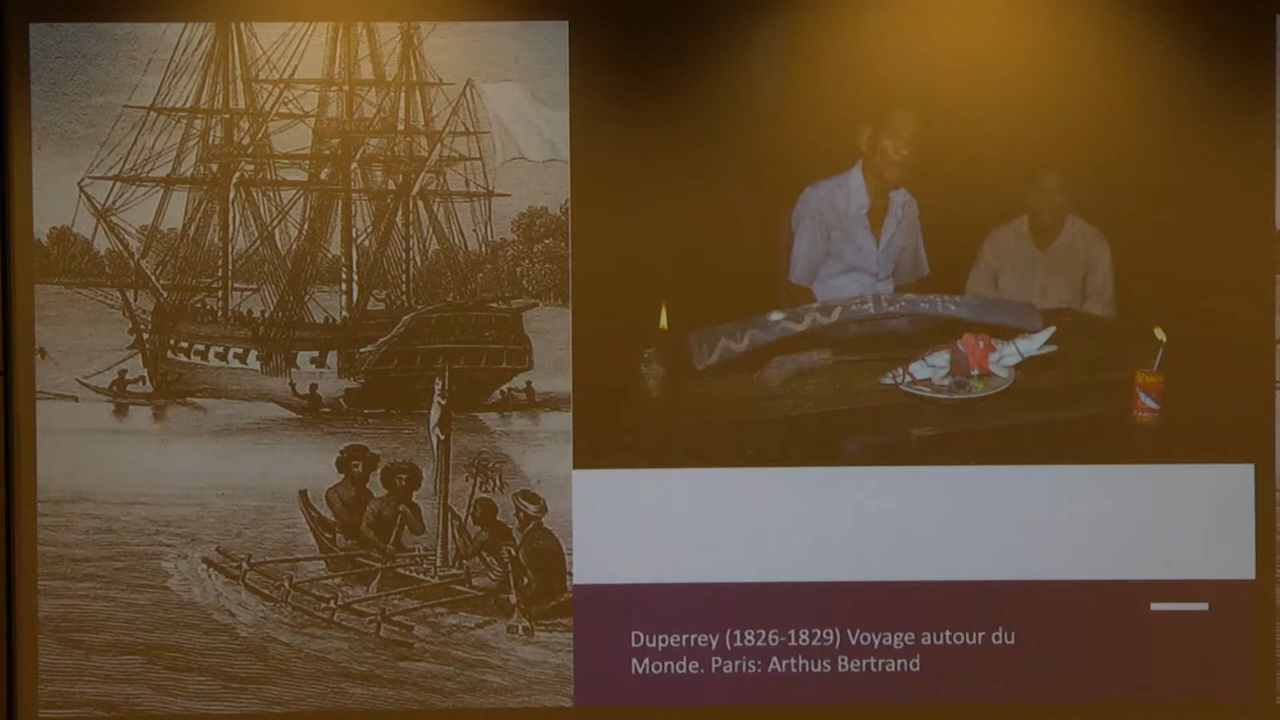 Duperrey (1826-1829) Voyage autour du
Monde. Paris: Arthus Bertrand